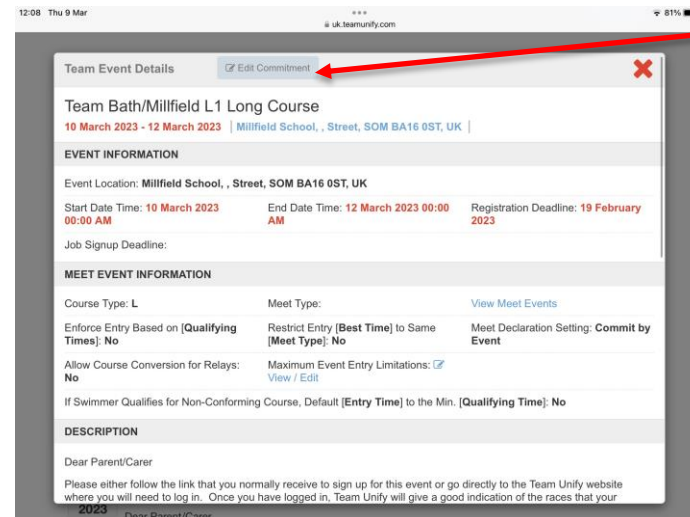 12:08 Thu 9 Mar
81%
uk.teamunify.com
Team Event Details
Edit Commitment
Team Bath/Millfield L1 Long Course
10 March 2023 - 12 March 2023 | Millfield School, , Street, SOM BA16 0ST, UK |
EVENT INFORMATION
Event Location: Millfield School, , Street, SOM BA16 0ST, UK
Start Date Time: 10 March 2023 End Date Time: 12 March 2023 00:00 Registration Deadline: 19 February
00:00 AM AM 2023
Job Signup Deadline:
MEET EVENT INFORMATION
Course Type: L Meet Type: View Meet Events
Enforce Entry Based on [Qualifying Restrict Entry [Best Time] to Same Meet Declaration Setting: Commit by
Times]: No [Meet Type]: No Event
Allow Course Conversion for Relays: Maximum Event Entry Limitations:
No View / Edit
If Swimmer Qualifies for Non-Conforming Course, Default [Entry Time] to the Min. [Qualifying Time]: No
DESCRIPTION
Dear Parent/Carer
Please either follow the link that you normally receive to sign up for this event or go directly to the Team Unify website
where you will need to log in. Once you have logged in, Team Unify will give a good indication of the races that your
2023 Dear Parent/Carer